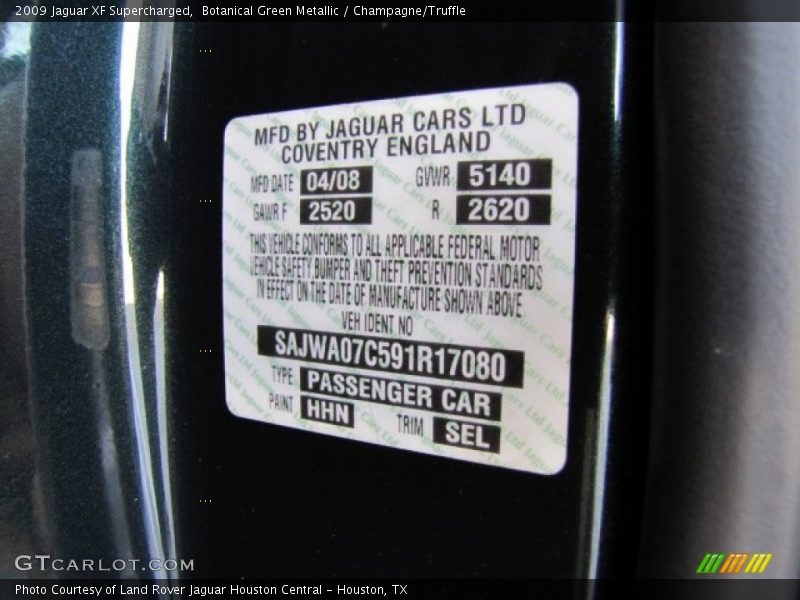 2009 Jaguar XF Supercharged,  Botanical Green Metallic / Champagne/Truffle
MFD BY JAGUAR CARS LTD
COVENTRY ENGLAND
MFD DATE 04/08 GVWR 5140
GAWR F 2520 R 2620
THIS VEHICLE CONFORMS TO ALL APPLICABLE FEDERAL MOTOR
VEHICLE SAFETY, BUMPER AND THEFT PREVENTION STANDARDS
IN EFFECT ON THE DATE OF MANUFACTURE SHOWN ABOVE
VEH IDENT NO
SAJWA07C591R17080
TYPE PASSENGER CAR
PAINT HHN TRIM SEL
GTCARLOT.COM
Photo Courtesy of Land Rover Jaguar Houston Central - Houston, TX